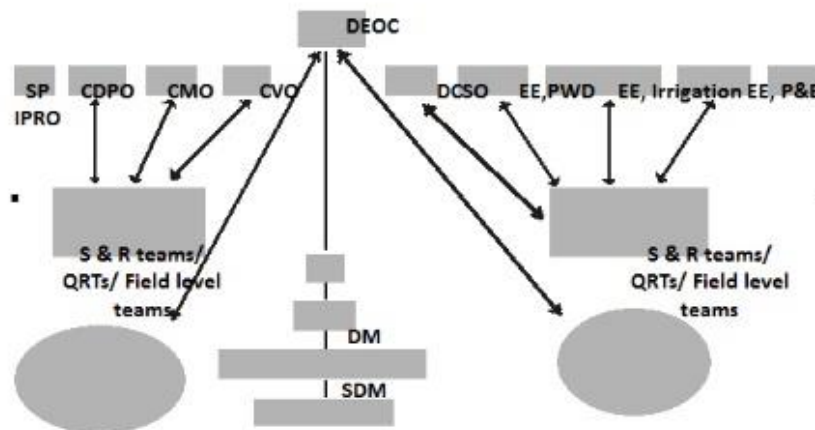 DEOC
SP CDPO CMO CVO DCSO EE,PWD EE, Irrigation EE, P&E
IPRO
S & R teams/
QRTs/ Field level
teams
S & R teams/
QRTs/ Field level
teams
DM
SDM